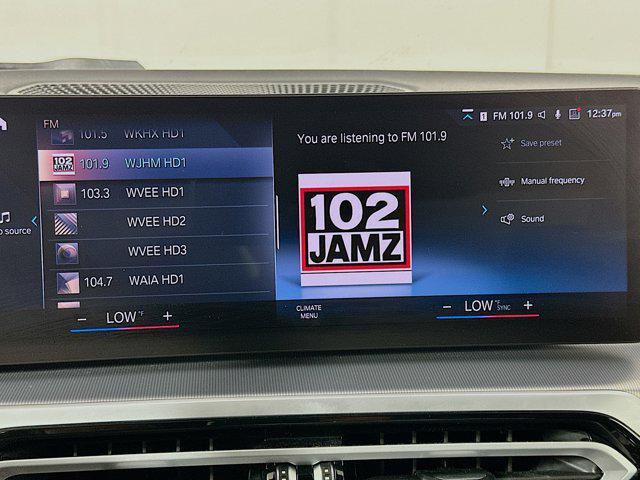 FM 101.9 12:37pm
FM
101.5 WKHX HD1
102 JAMZ 101.9 WJHM HD1
103.3 WVEE HD1
WVEE HD2
WVEE HD3
104.7 WAIA HD1
source
You are listening to FM 101.9
102
JAMZ
Save preset
Manual frequency
Sound
− LOW °F +
CLIMATE
MENU
− LOW °F SYNC +